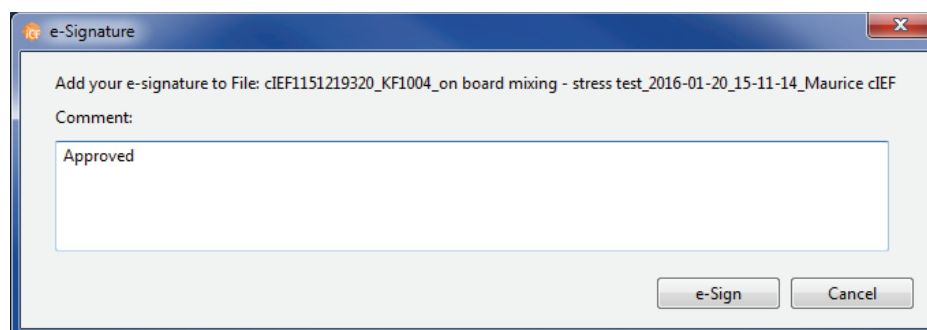 e-Signature
Add your e-signature to File: cIEF1151219320_KF1004_on board mixing - stress test_2016-01-20_15-11-14_Maurice cIEF
Comment:
Approved
e-Sign Cancel